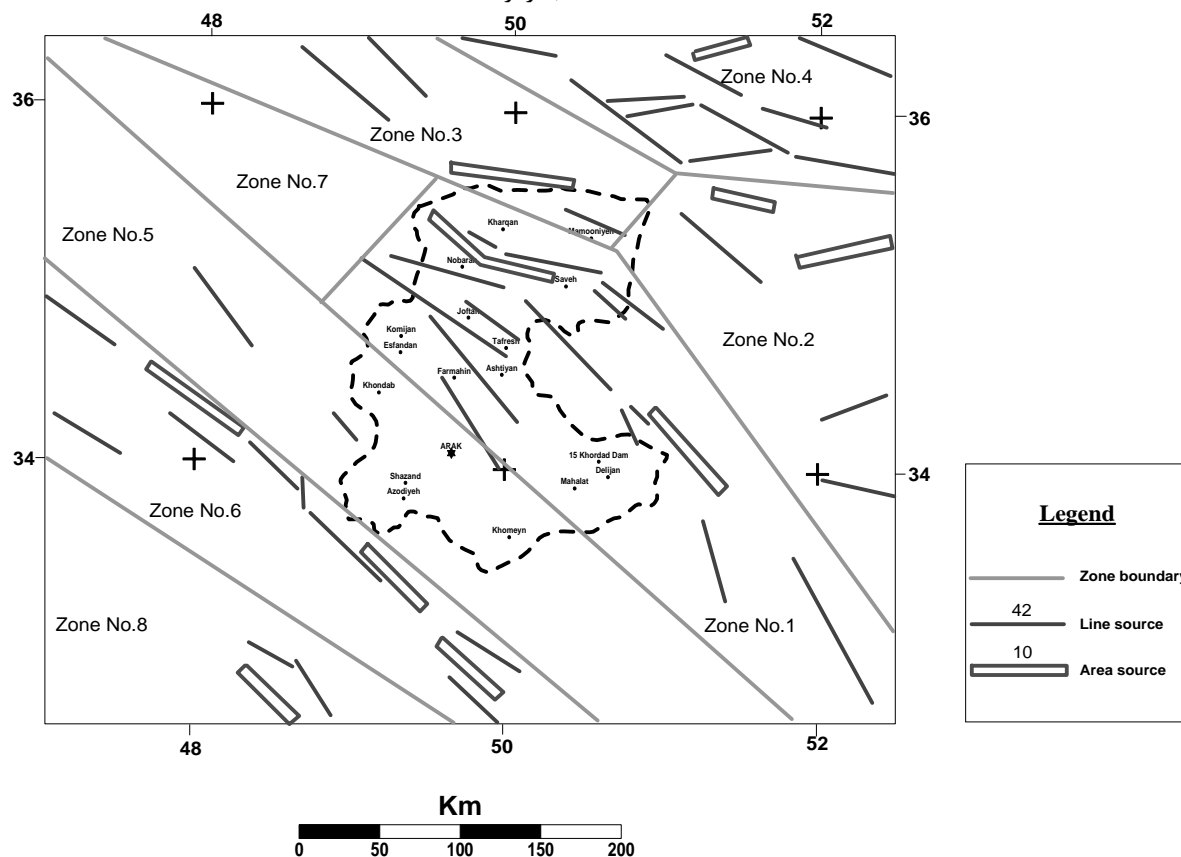 48
50
52
Zone No.4
36
36
Zone No.3
Zone No.7
Kharqan
Zone No.5
Mamooniyeh
Nobaran
Saveh
Joftan
Komijan
Tafresh
Zone No.2
Esfandan
Farmahin
Ashtiyan
Khondab
ARAK
15 Khordad Dam
34
34
Delijan
Shazand
Mahalat
Azodiyeh
Zone No.6
Khomeyn
Zone No.8
Zone No.1
48
50
52
Legend
Zone boundary
42
Line source
10
Area source
Km
0 50 100 150 200